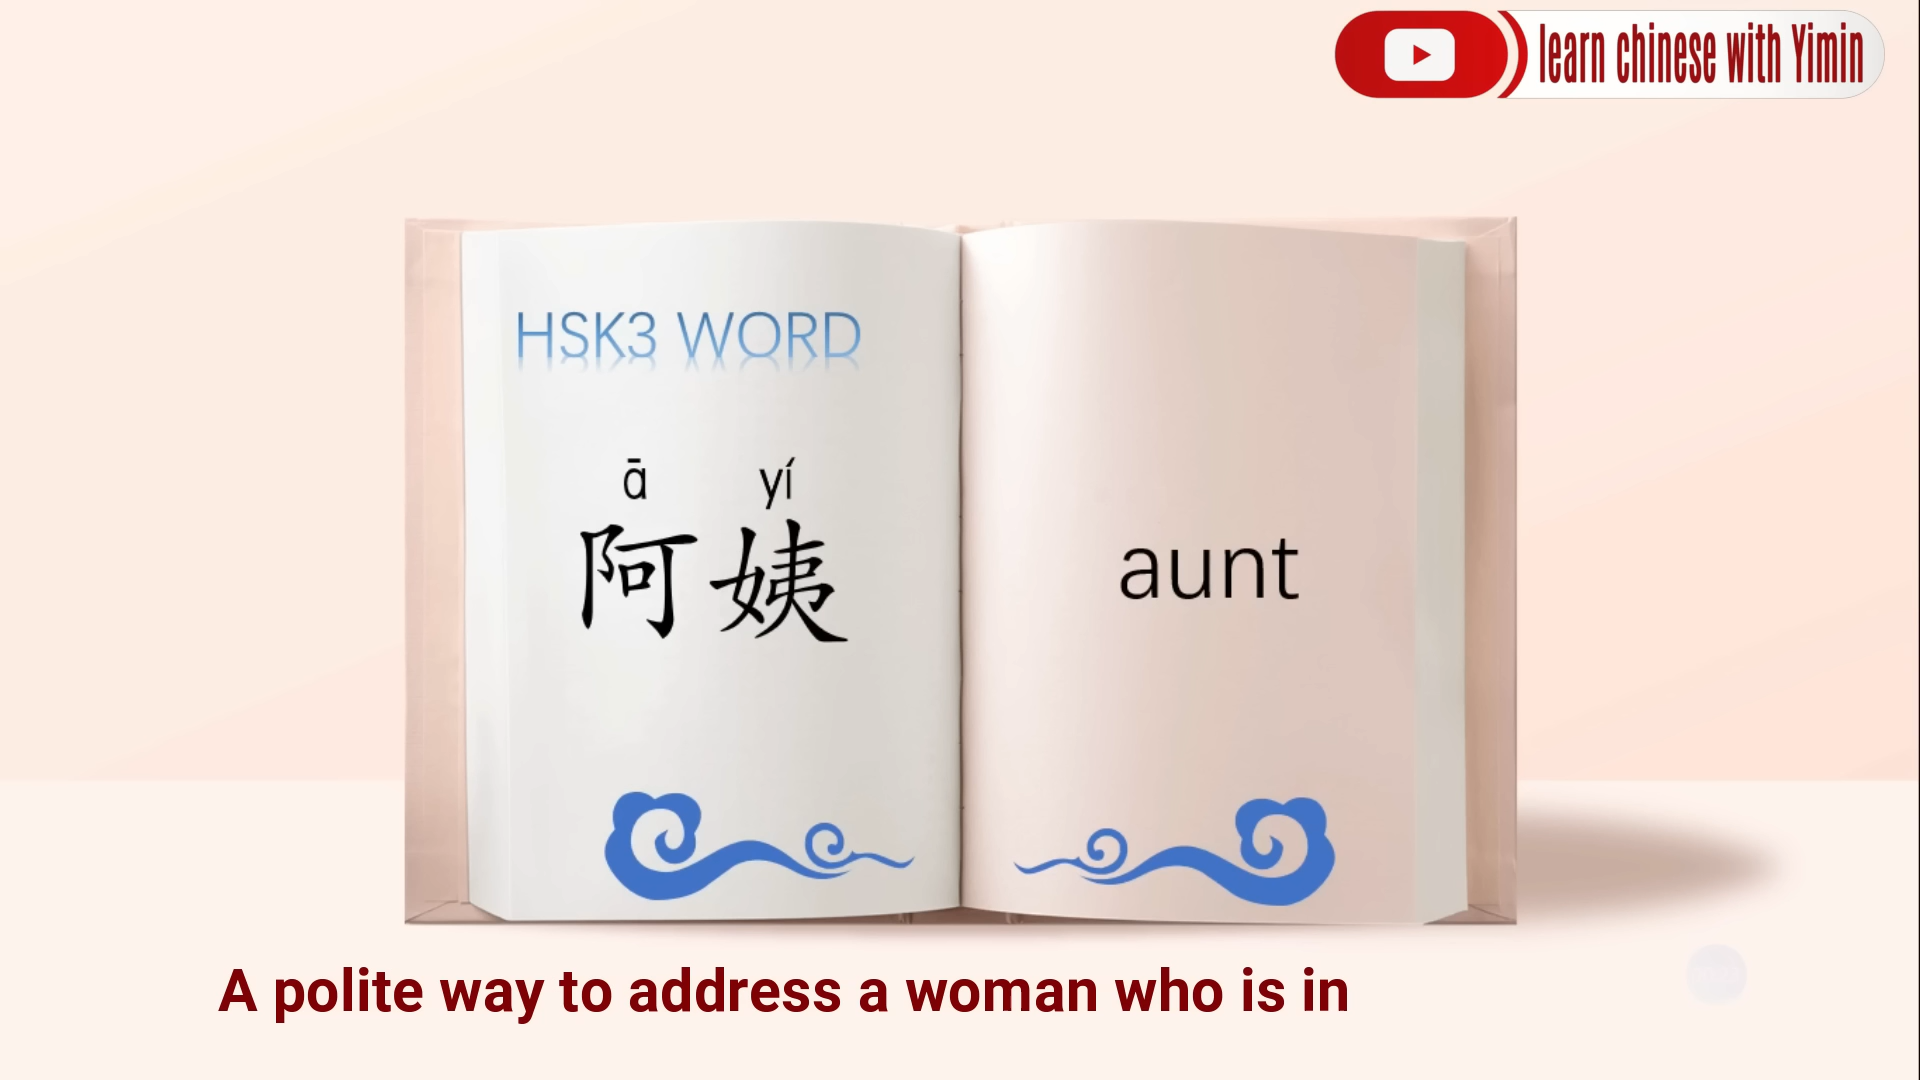 learn chinese with Yimin
HSK3 WORD
ā yí
阿姨
aunt
A polite way to address a woman who is in